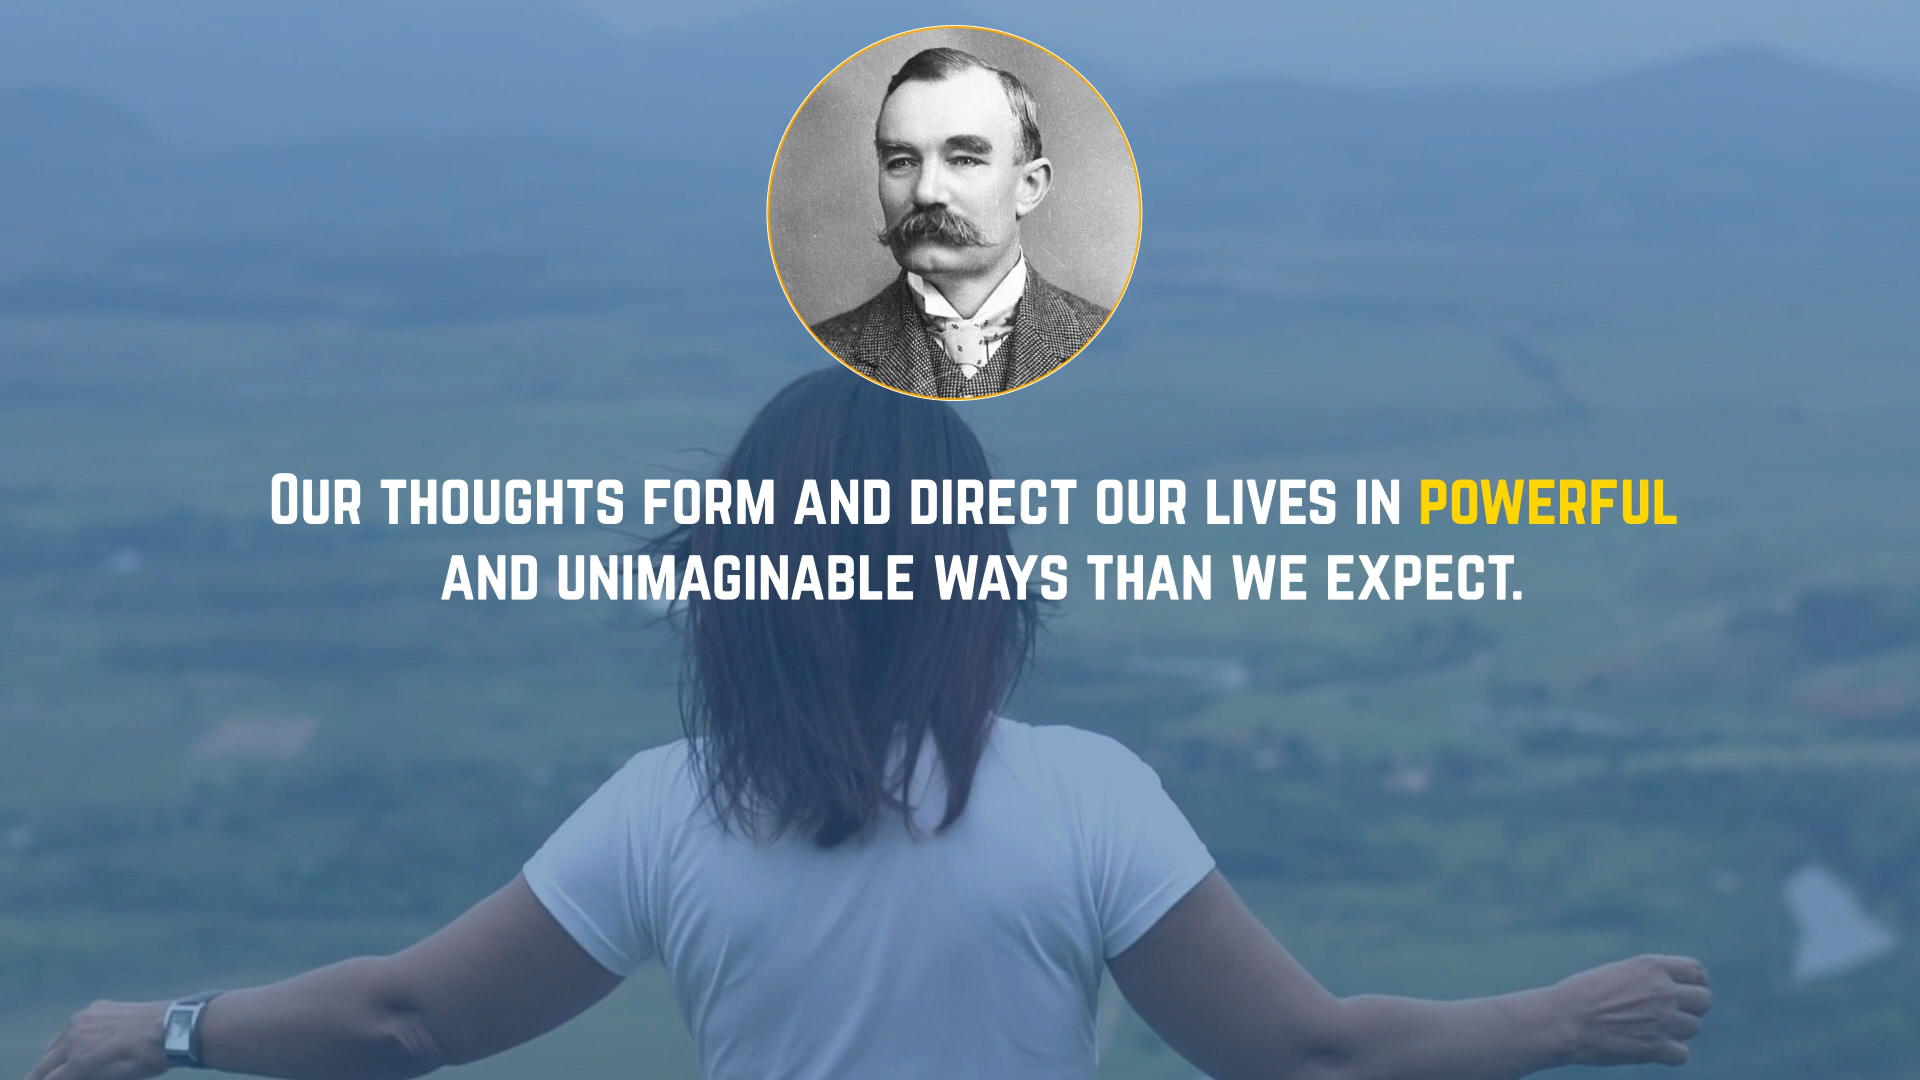 Our thoughts form and direct our lives in powerful
and unimaginable ways than we expect.